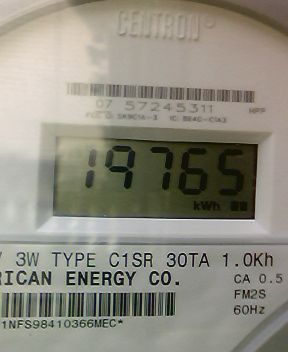 CENTRON
07 57245311
19765
kWh
V 3W TYPE C1SR 30TA 1.0Kh
RICAN ENERGY CO.
CA 0.5
FM2S
60Hz
1NFS98410366MEC*